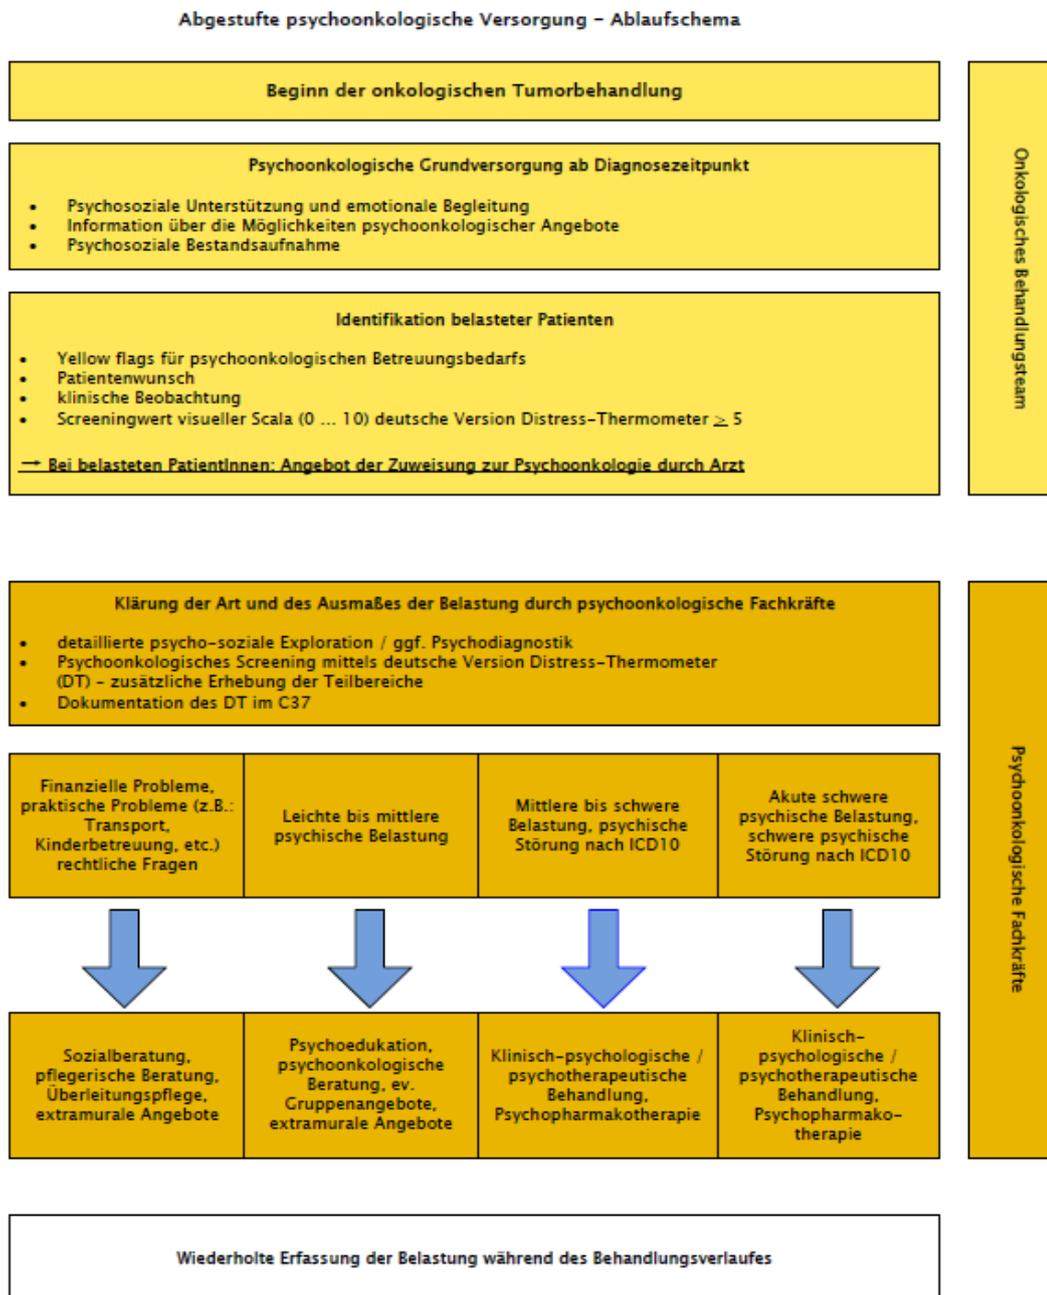 Abgestufte psychoonkologische Versorgung – Ablaufschema
Beginn der onkologischen Tumorbehandlung
Psychoonkologische Grundversorgung ab Diagnosezeitpunkt
• Psychosoziale Unterstützung und emotionale Begleitung
• Information über die Möglichkeiten psychoonkologischer Angebote
• Psychosoziale Bestandsaufnahme
Identifikation belasteter Patienten
• Yellow flags für psychoonkologischen Betreuungsbedarfs
• Patientenwunsch
• klinische Beobachtung
• Screeningwert visueller Scala (0 ... 10) deutsche Version Distress-Thermometer ≥ 5
→ Bei belasteten PatientInnen: Angebot der Zuweisung zur Psychoonkologie durch Arzt
Onkologisches Behandlungsteam
Klärung der Art und des Ausmaßes der Belastung durch psychoonkologische Fachkräfte
• detaillierte psycho-soziale Exploration / ggf. Psychodiagnostik
• Psychoonkologisches Screening mittels deutsche Version Distress-Thermometer
(DT) – zusätzliche Erhebung der Teilbereiche
• Dokumentation des DT im C37
Finanzielle Probleme,
praktische Probleme (z.B.:
Transport,
Kinderbetreuung, etc.)
rechtliche Fragen
Leichte bis mittlere
psychische Belastung
Mittlere bis schwere
Belastung, psychische
Störung nach ICD10
Akute schwere
psychische Belastung,
schwere psychische
Störung nach ICD10
Sozialberatung,
pflegerische Beratung,
Überleitungspflege,
extramurale Angebote
Psychoedukation,
psychoonkologische
Beratung, ev.
Gruppenangebote,
extramurale Angebote
Klinisch-psychologische /
psychotherapeutische
Behandlung,
Psychopharmakotherapie
Klinisch-
psychologische /
psychotherapeutische
Behandlung,
Psychopharmako-
therapie
Psychoonkologische Fachkräfte
Wiederholte Erfassung der Belastung während des Behandlungsverlaufes